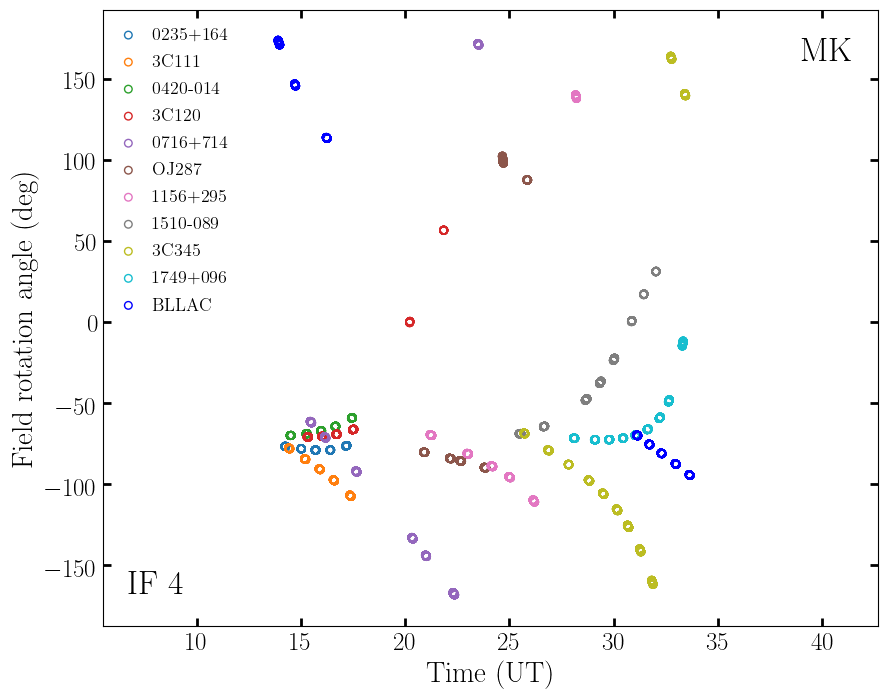 MK
0235+164
3C111
0420-014
3C120
0716+714
OJ287
1156+295
1510-089
3C345
1749+096
BLLAC
150
100
50
0
−50
−100
−150
Field rotation angle (deg)
IF 4
10 15 20 25 30 35 40
Time (UT)